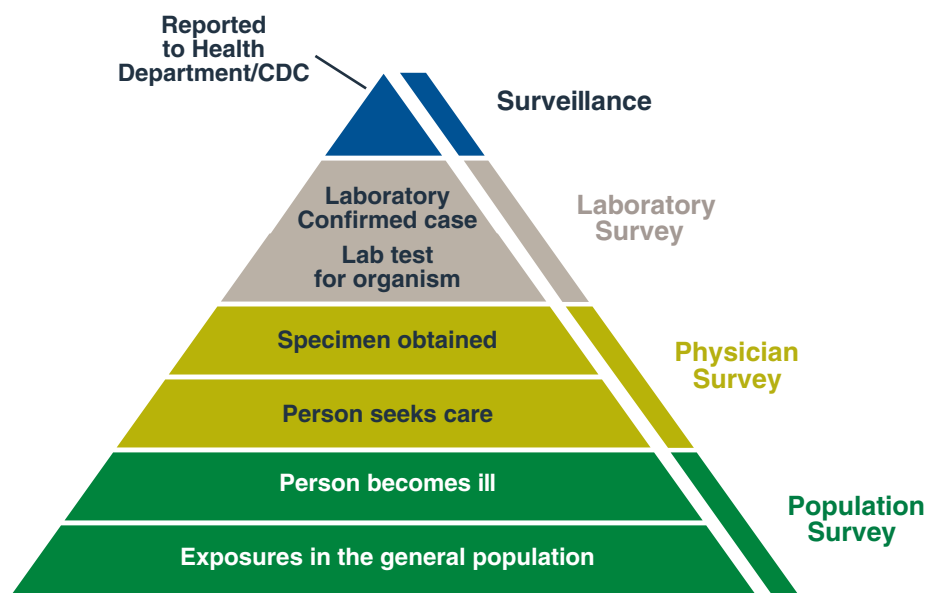 Reported
to Health
Department/CDC
Surveillance
Laboratory
Confirmed case
Lab test
for organism
Laboratory
Survey
Specimen obtained
Physician
Survey
Person seeks care
Person becomes ill
Population
Survey
Exposures in the general population